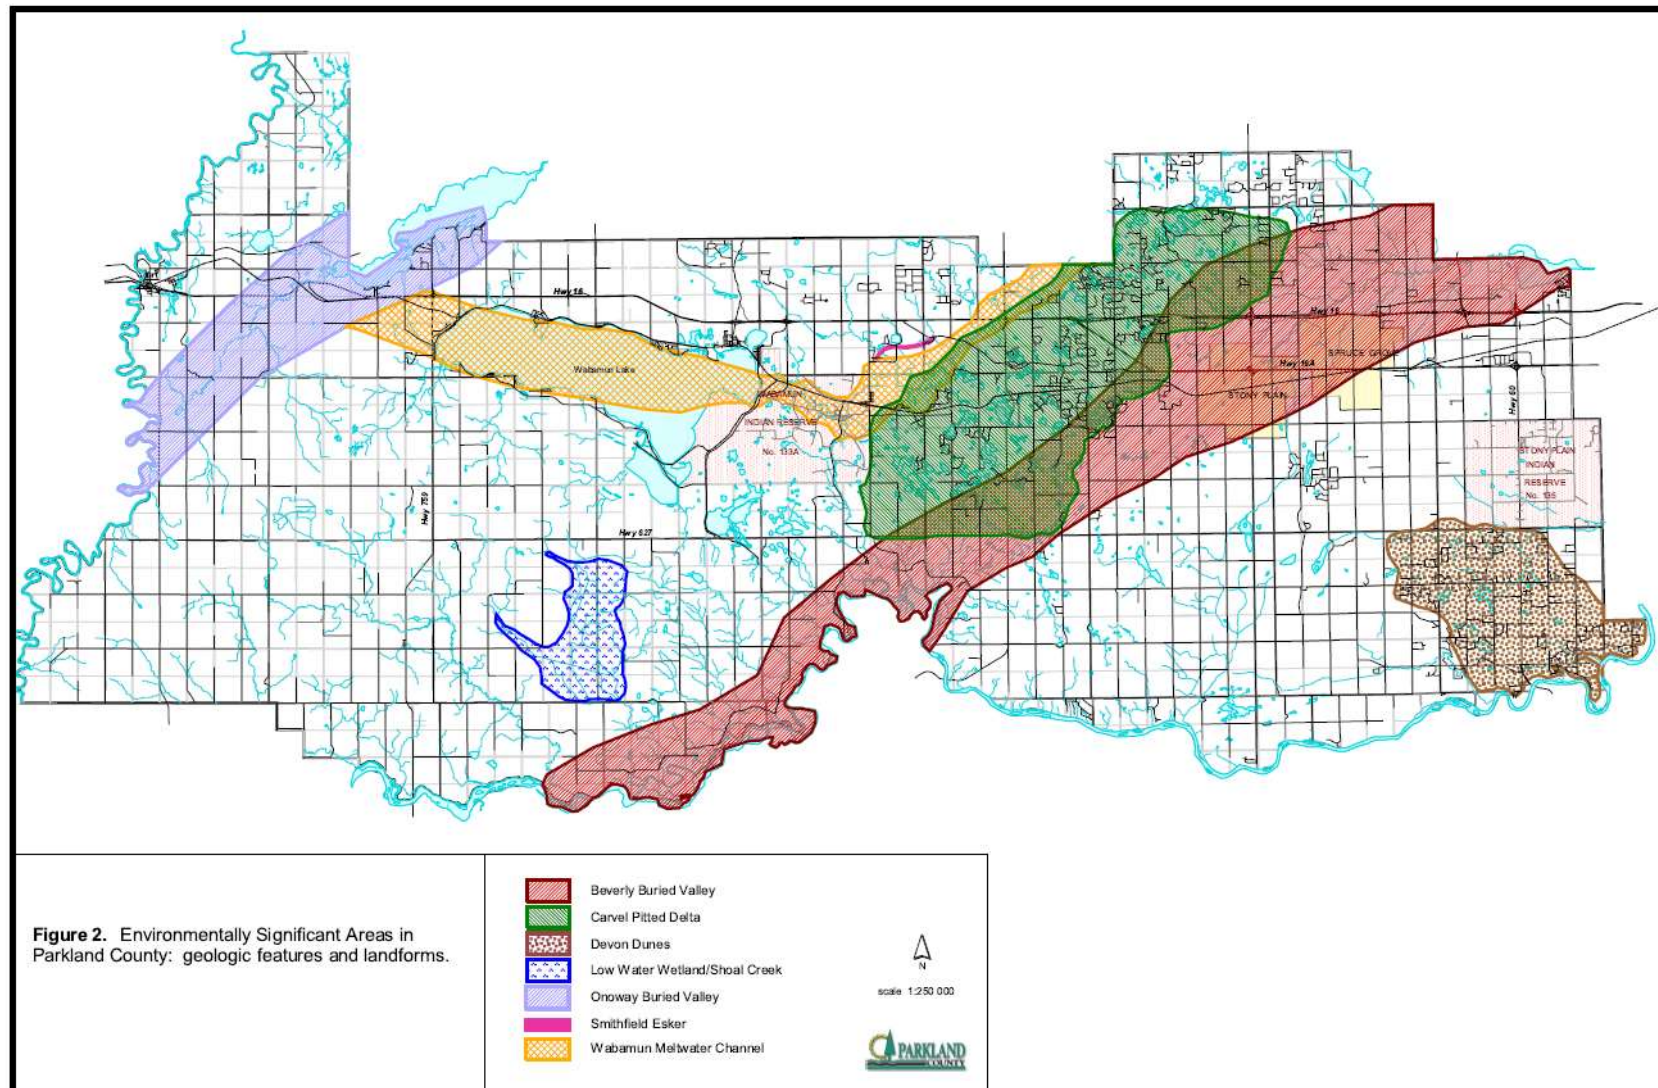 Hwy 16
Hwy 16
SPRUCE GROVE
Hwy 16A
Wabamun Lake
STONY PLAIN
Hwy 60
WABAMUN
INDIAN RESERVE
No. 133A
STONY PLAIN
INDIAN
RESERVE
No. 135
Hwy 759
Hwy 627
Figure 2. Environmentally Significant Areas in
Parkland County: geologic features and landforms.
Beverly Buried Valley
Carvel Pitted Delta
Devon Dunes
Low Water Wetland/Shoal Creek
Onoway Buried Valley
Smithfield Esker
Wabamun Meltwater Channel
N
scale 1:250 000
PARKLAND
COUNTY